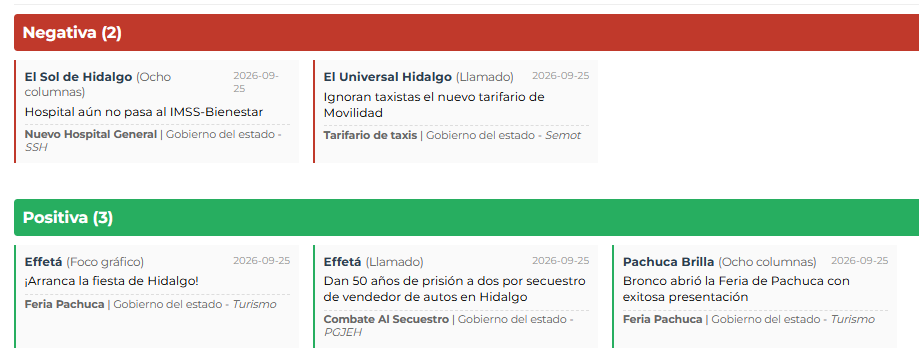 Negativa (2)
El Sol de Hidalgo (Ocho columnas)
2026-09-25
Hospital aún no pasa al IMSS-Bienestar
Nuevo Hospital General | Gobierno del estado -
SSH
El Universal Hidalgo (Llamado)
2026-09-25
Ignoran taxistas el nuevo tarifario de
Movilidad
Tarifario de taxis | Gobierno del estado - Semot
Positiva (3)
Effetá (Foco gráfico)
2026-09-25
¡Arranca la fiesta de Hidalgo!
Feria Pachuca | Gobierno del estado - Turismo
Effetá (Llamado)
2026-09-25
Dan 50 años de prisión a dos por secuestro
de vendedor de autos en Hidalgo
Combate Al Secuestro | Gobierno del estado -
PGJEH
Pachuca Brilla (Ocho columnas)
2026-09-25
Bronco abrió la Feria de Pachuca con
exitosa presentación
Feria Pachuca | Gobierno del estado - Turismo